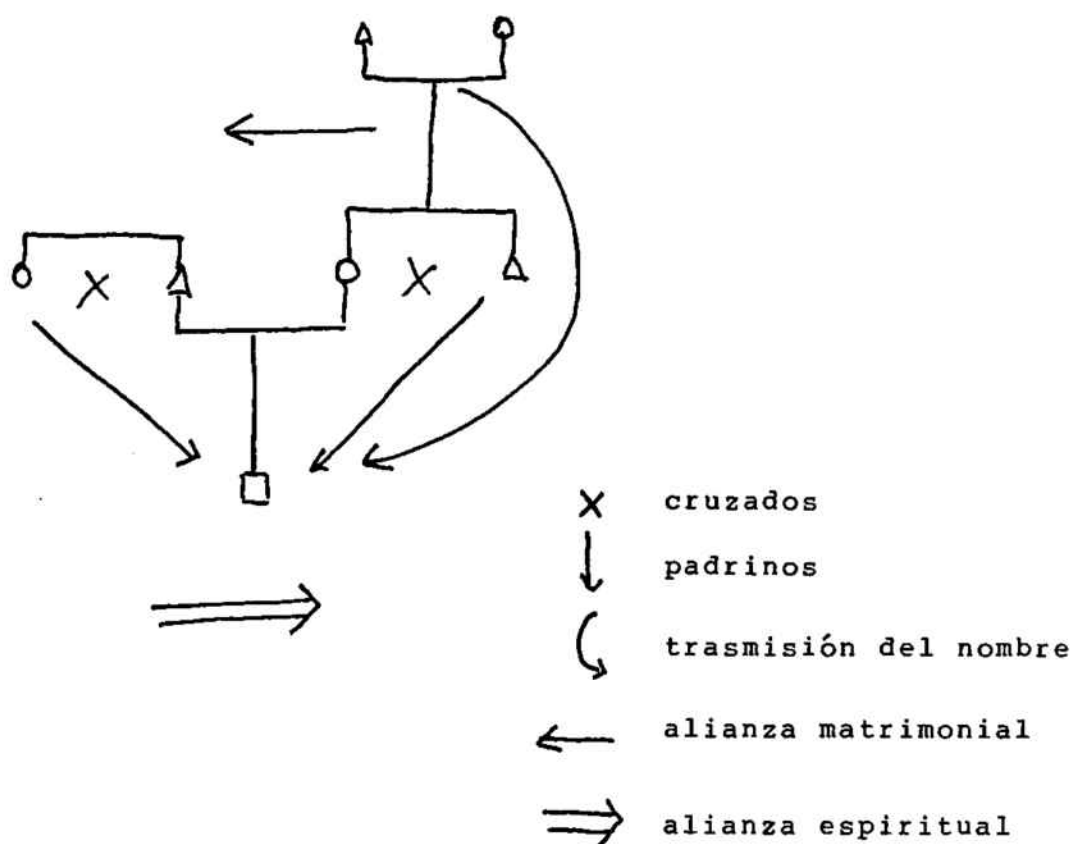 cruzados
padrinos
trasmisión del nombre
alianza matrimonial
alianza espiritual